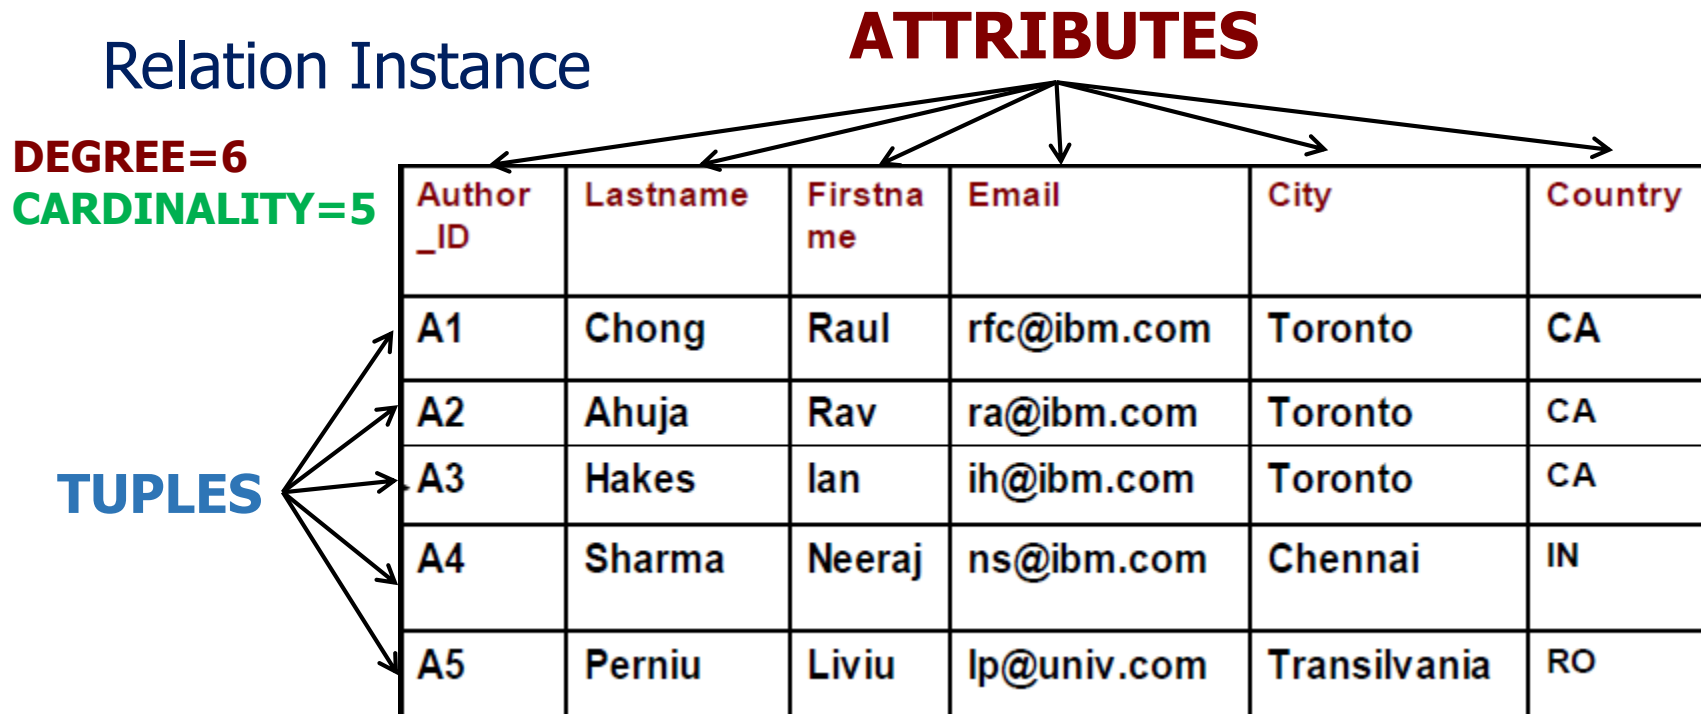 ATTRIBUTES
Relation Instance
DEGREE=6
CARDINALITY=5
Author
_ID
Lastname
Firstna
me
Email
City
Country
A1 Chong Raul rfc@ibm.com Toronto CA
A2 Ahuja Rav ra@ibm.com Toronto CA
TUPLES
A3 Hakes Ian ih@ibm.com Toronto CA
A4 Sharma Neeraj ns@ibm.com Chennai IN
A5 Perniu Liviu lp@univ.com Transilvania RO